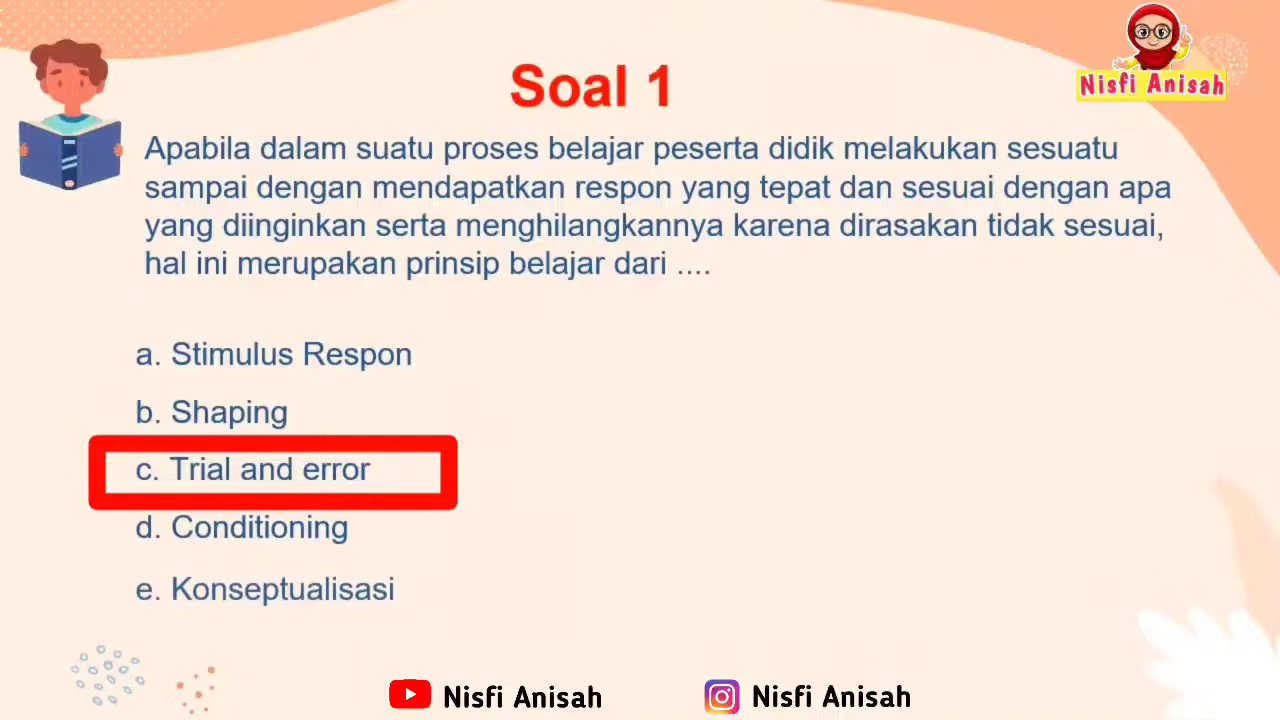 Nisfi Anisah
Soal 1
Apabila dalam suatu proses belajar peserta didik melakukan sesuatu
sampai dengan mendapatkan respon yang tepat dan sesuai dengan apa
yang diinginkan serta menghilangkannya karena dirasakan tidak sesuai,
hal ini merupakan prinsip belajar dari ....
a. Stimulus Respon
b. Shaping
c. Trial and error
d. Conditioning
e. Konseptualisasi
Nisfi Anisah
Nisfi Anisah